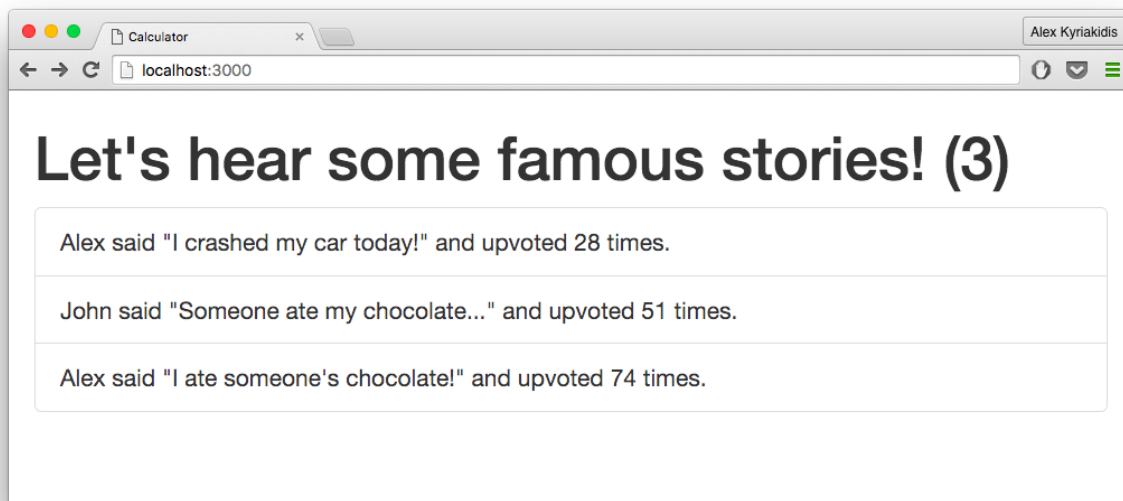 Calculator
Alex Kyriakidis
localhost:3000
Let's hear some famous stories! (3)
Alex said "I crashed my car today!" and upvoted 28 times.
John said "Someone ate my chocolate..." and upvoted 51 times.
Alex said "I ate someone's chocolate!" and upvoted 74 times.